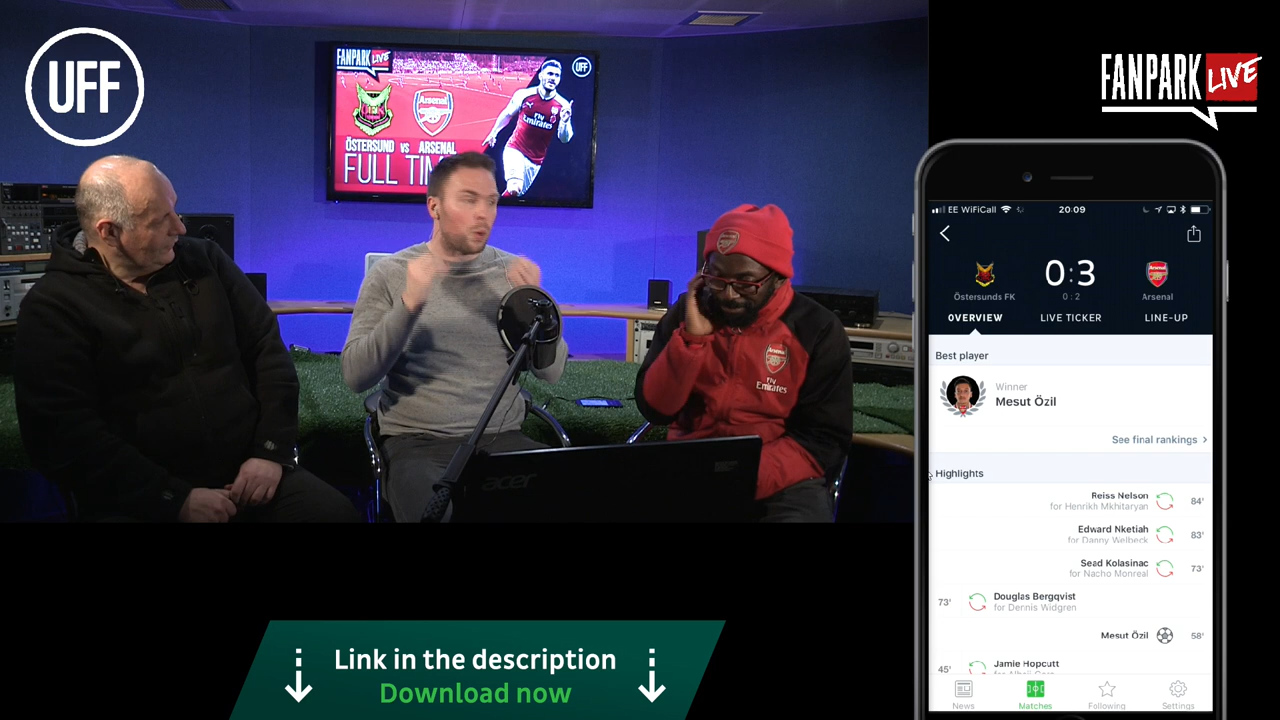 UFF
FANPARK LIVE
FANPARK LIVE
UFF
Arsenal
Fly
Emirates
ÖSTERSUND VS ARSENAL
FULL TIM
Arsenal
Fly
Emirates
acer
EE WiFiCall
20:09
0:3
0:2
Östersunds FK
Arsenal
OVERVIEW
LIVE TICKER
LINE-UP
Best player
Winner
Mesut Özil
See final rankings
Highlights
Reiss Nelson
for Henrikh Mkhitaryan
84'
Edward Nketiah
for Danny Welbeck
83'
Sead Kolasinac
for Nacho Monreal
73'
73'
Douglas Bergqvist
for Dennis Widgren
Mesut Özil
58'
45'
Jamie Hopcutt
News
Matches
Following
Settings
Link in the description
Download now